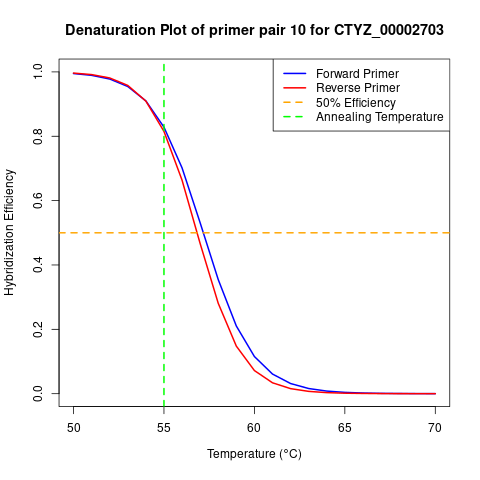 Denaturation Plot of primer pair 10 for CTYZ_00002703
Forward Primer
Reverse Primer
50% Efficiency
Annealing Temperature
Hybridization Efficiency
1.0
0.8
0.6
0.4
0.2
0.0
50 55 60 65 70
Temperature (°C)